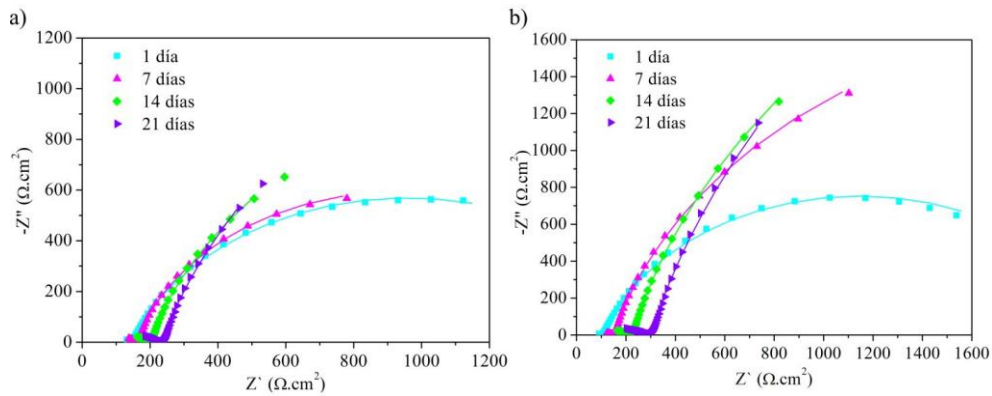 a)
1200
1000
800
600
400
200
0
-Z" (Ω.cm²)
1 día
7 días
14 días
21 días
0 200 400 600 800 1000 1200
Z` (Ω.cm²)
b)
1600
1400
1200
1000
800
600
400
200
0
-Z" (Ω.cm²)
1 día
7 días
14 días
21 días
0 200 400 600 800 1000 1200 1400 1600
Z` (Ω.cm²)